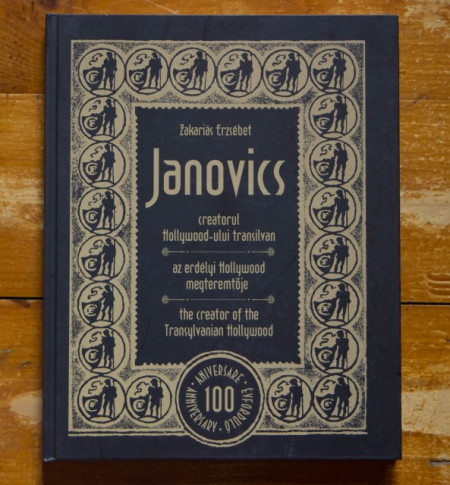 Zakariás Erzsébet
Janovics
creatorul
Hollywood-ului transilvan
az erdélyi Hollywood
megteremtője
the creator of the
Transylvanian Hollywood
ANIVERSARE · ÉVFORDULÓ · ANNIVERSARY ·
100